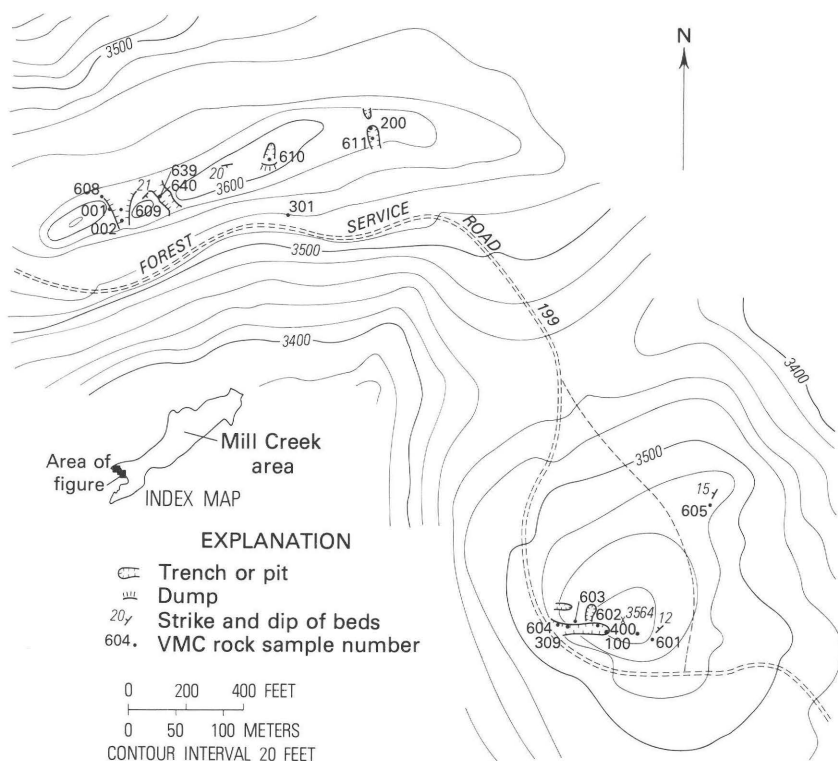 3500
N
200
611
639
640
610
20
3600
608
21
001
609
002
301
FOREST SERVICE ROAD
199
3500
3400
3400
Mill Creek
area
Area of
figure
INDEX MAP
3500
15
605
EXPLANATION
Trench or pit
Dump
20 Strike and dip of beds
604 VMC rock sample number
603
602 x3564
12
604
400
309
100
601
0 200 400 FEET
0 50 100 METERS
CONTOUR INTERVAL 20 FEET